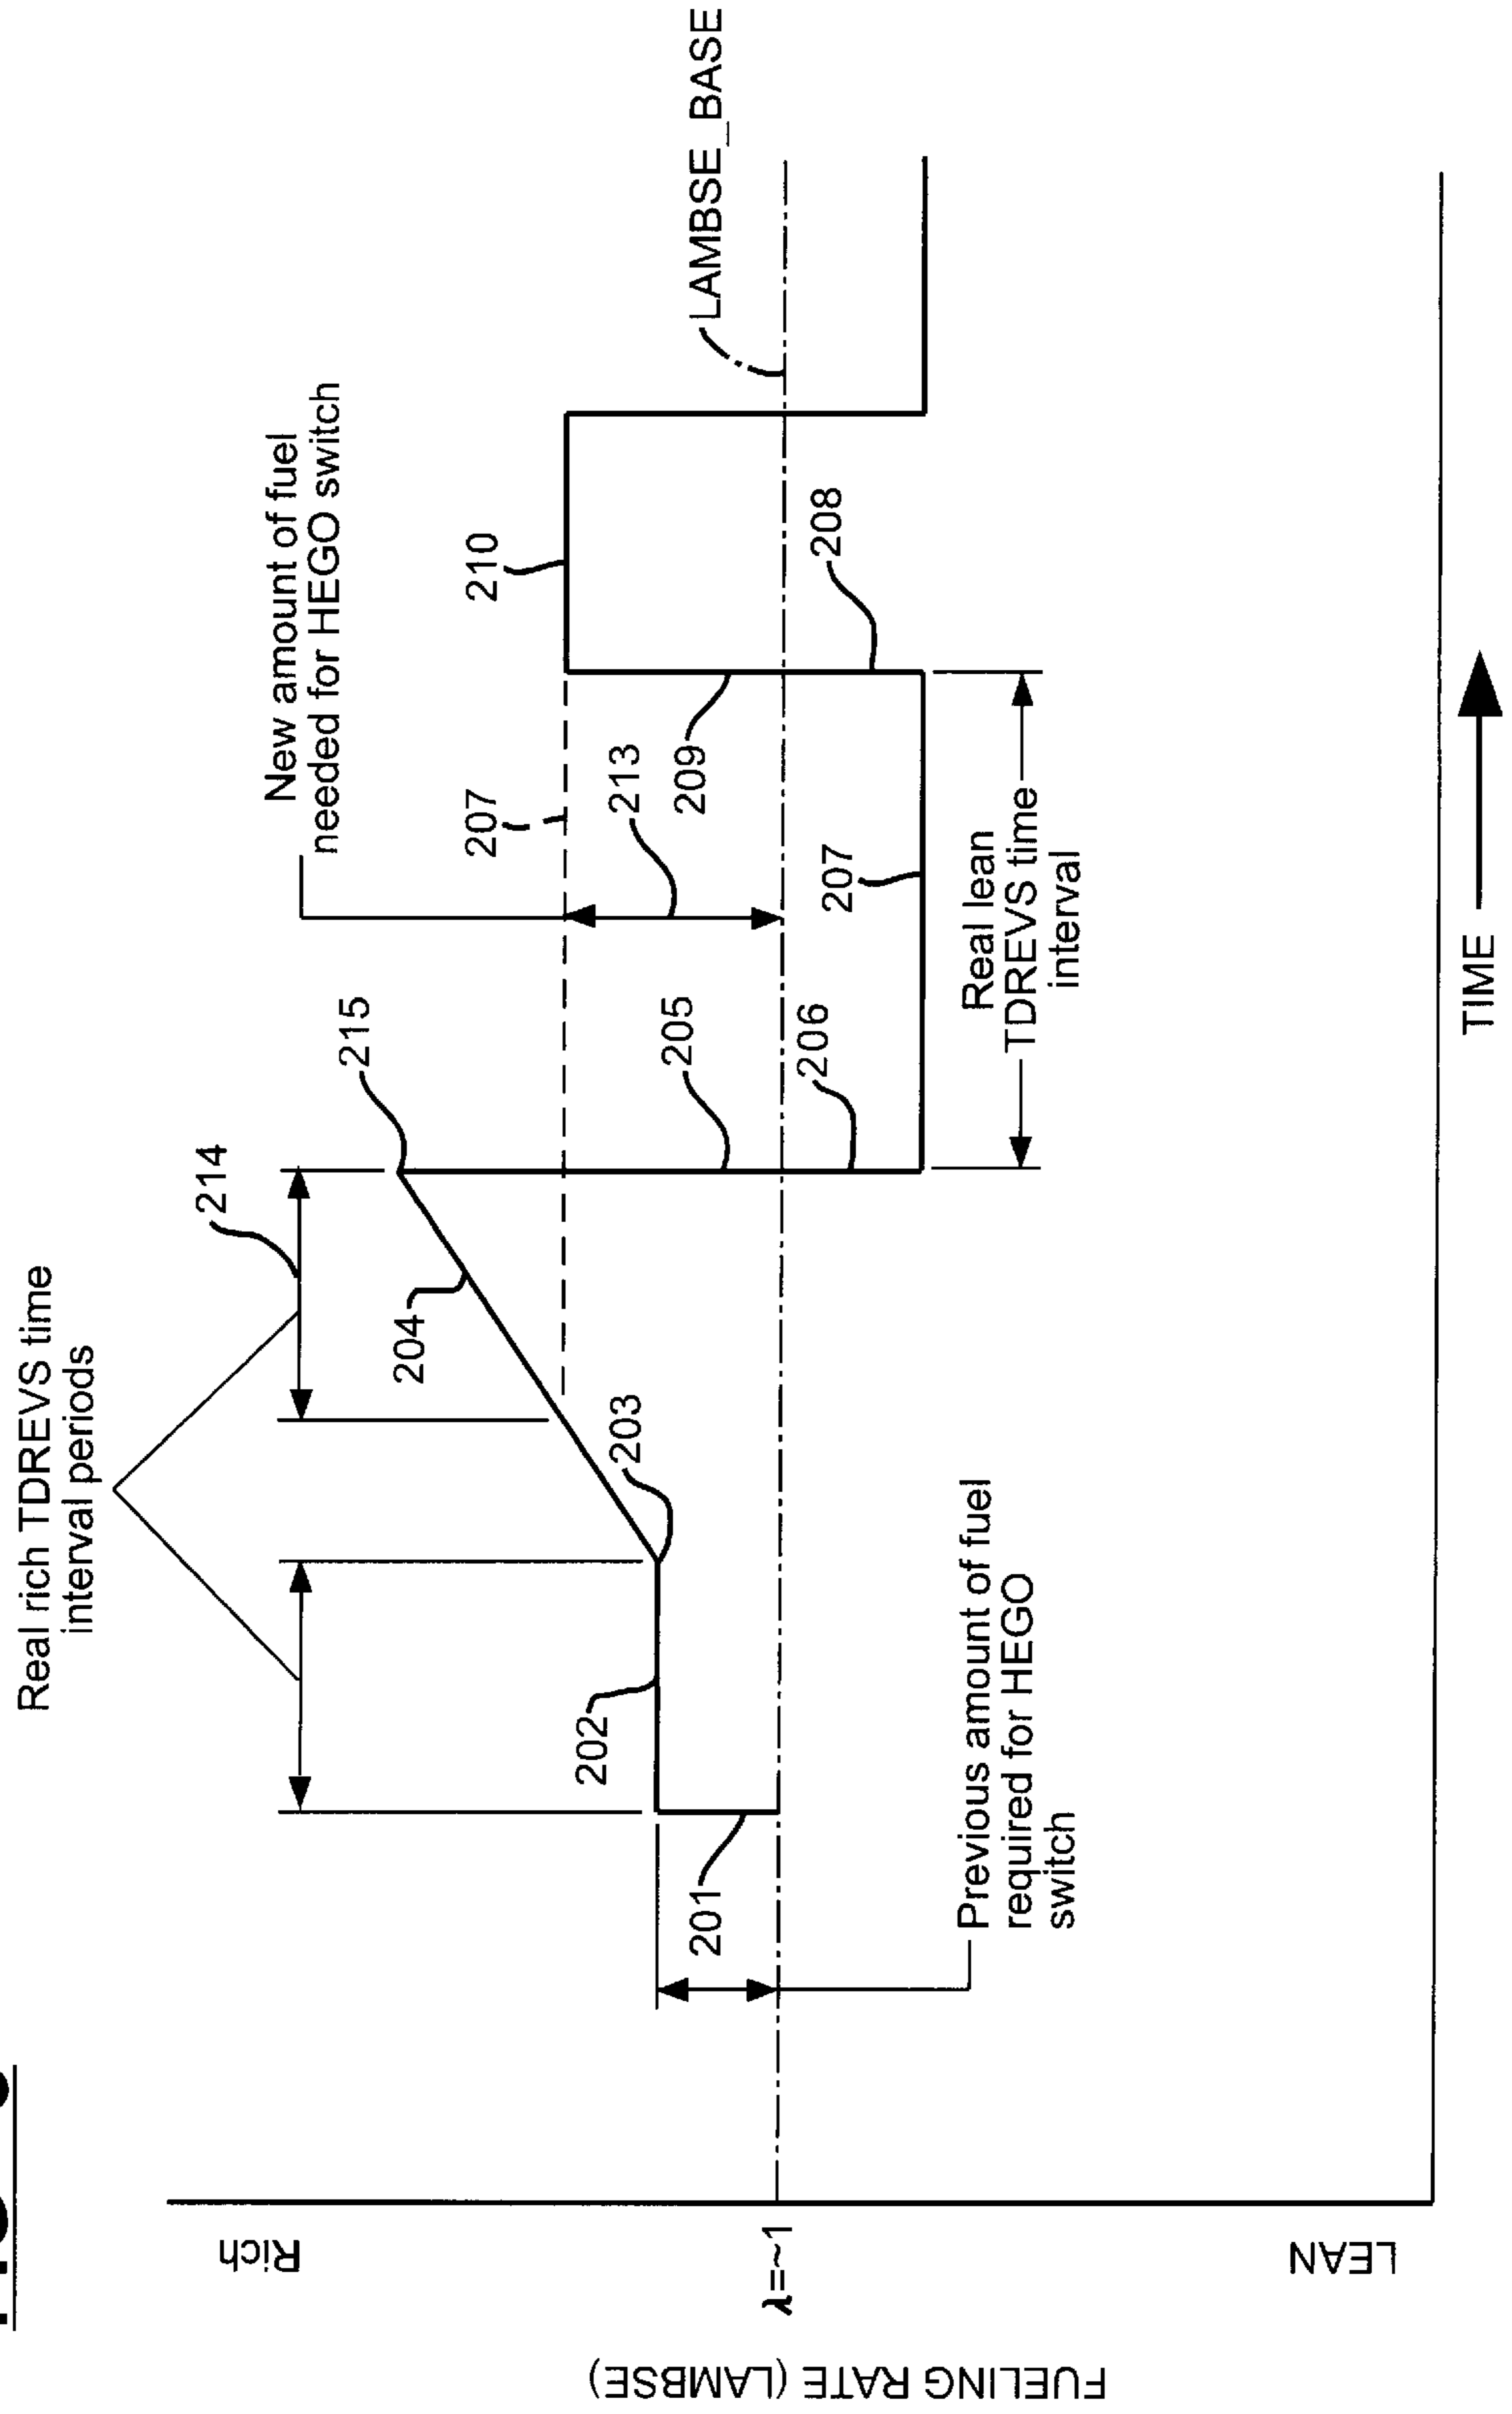 Real rich TDREVS time
interval periods
214
215
204
203
202
201
205
206
207
213
207
209
210
208
New amount of fuel
needed for HEGO switch
LAMBSE_BASE
Previous amount of fuel
required for HEGO
switch
Real lean
TDREVS time
interval
Rich
λ=~1
LEAN
FUELING RATE (LAMBSE)
TIME